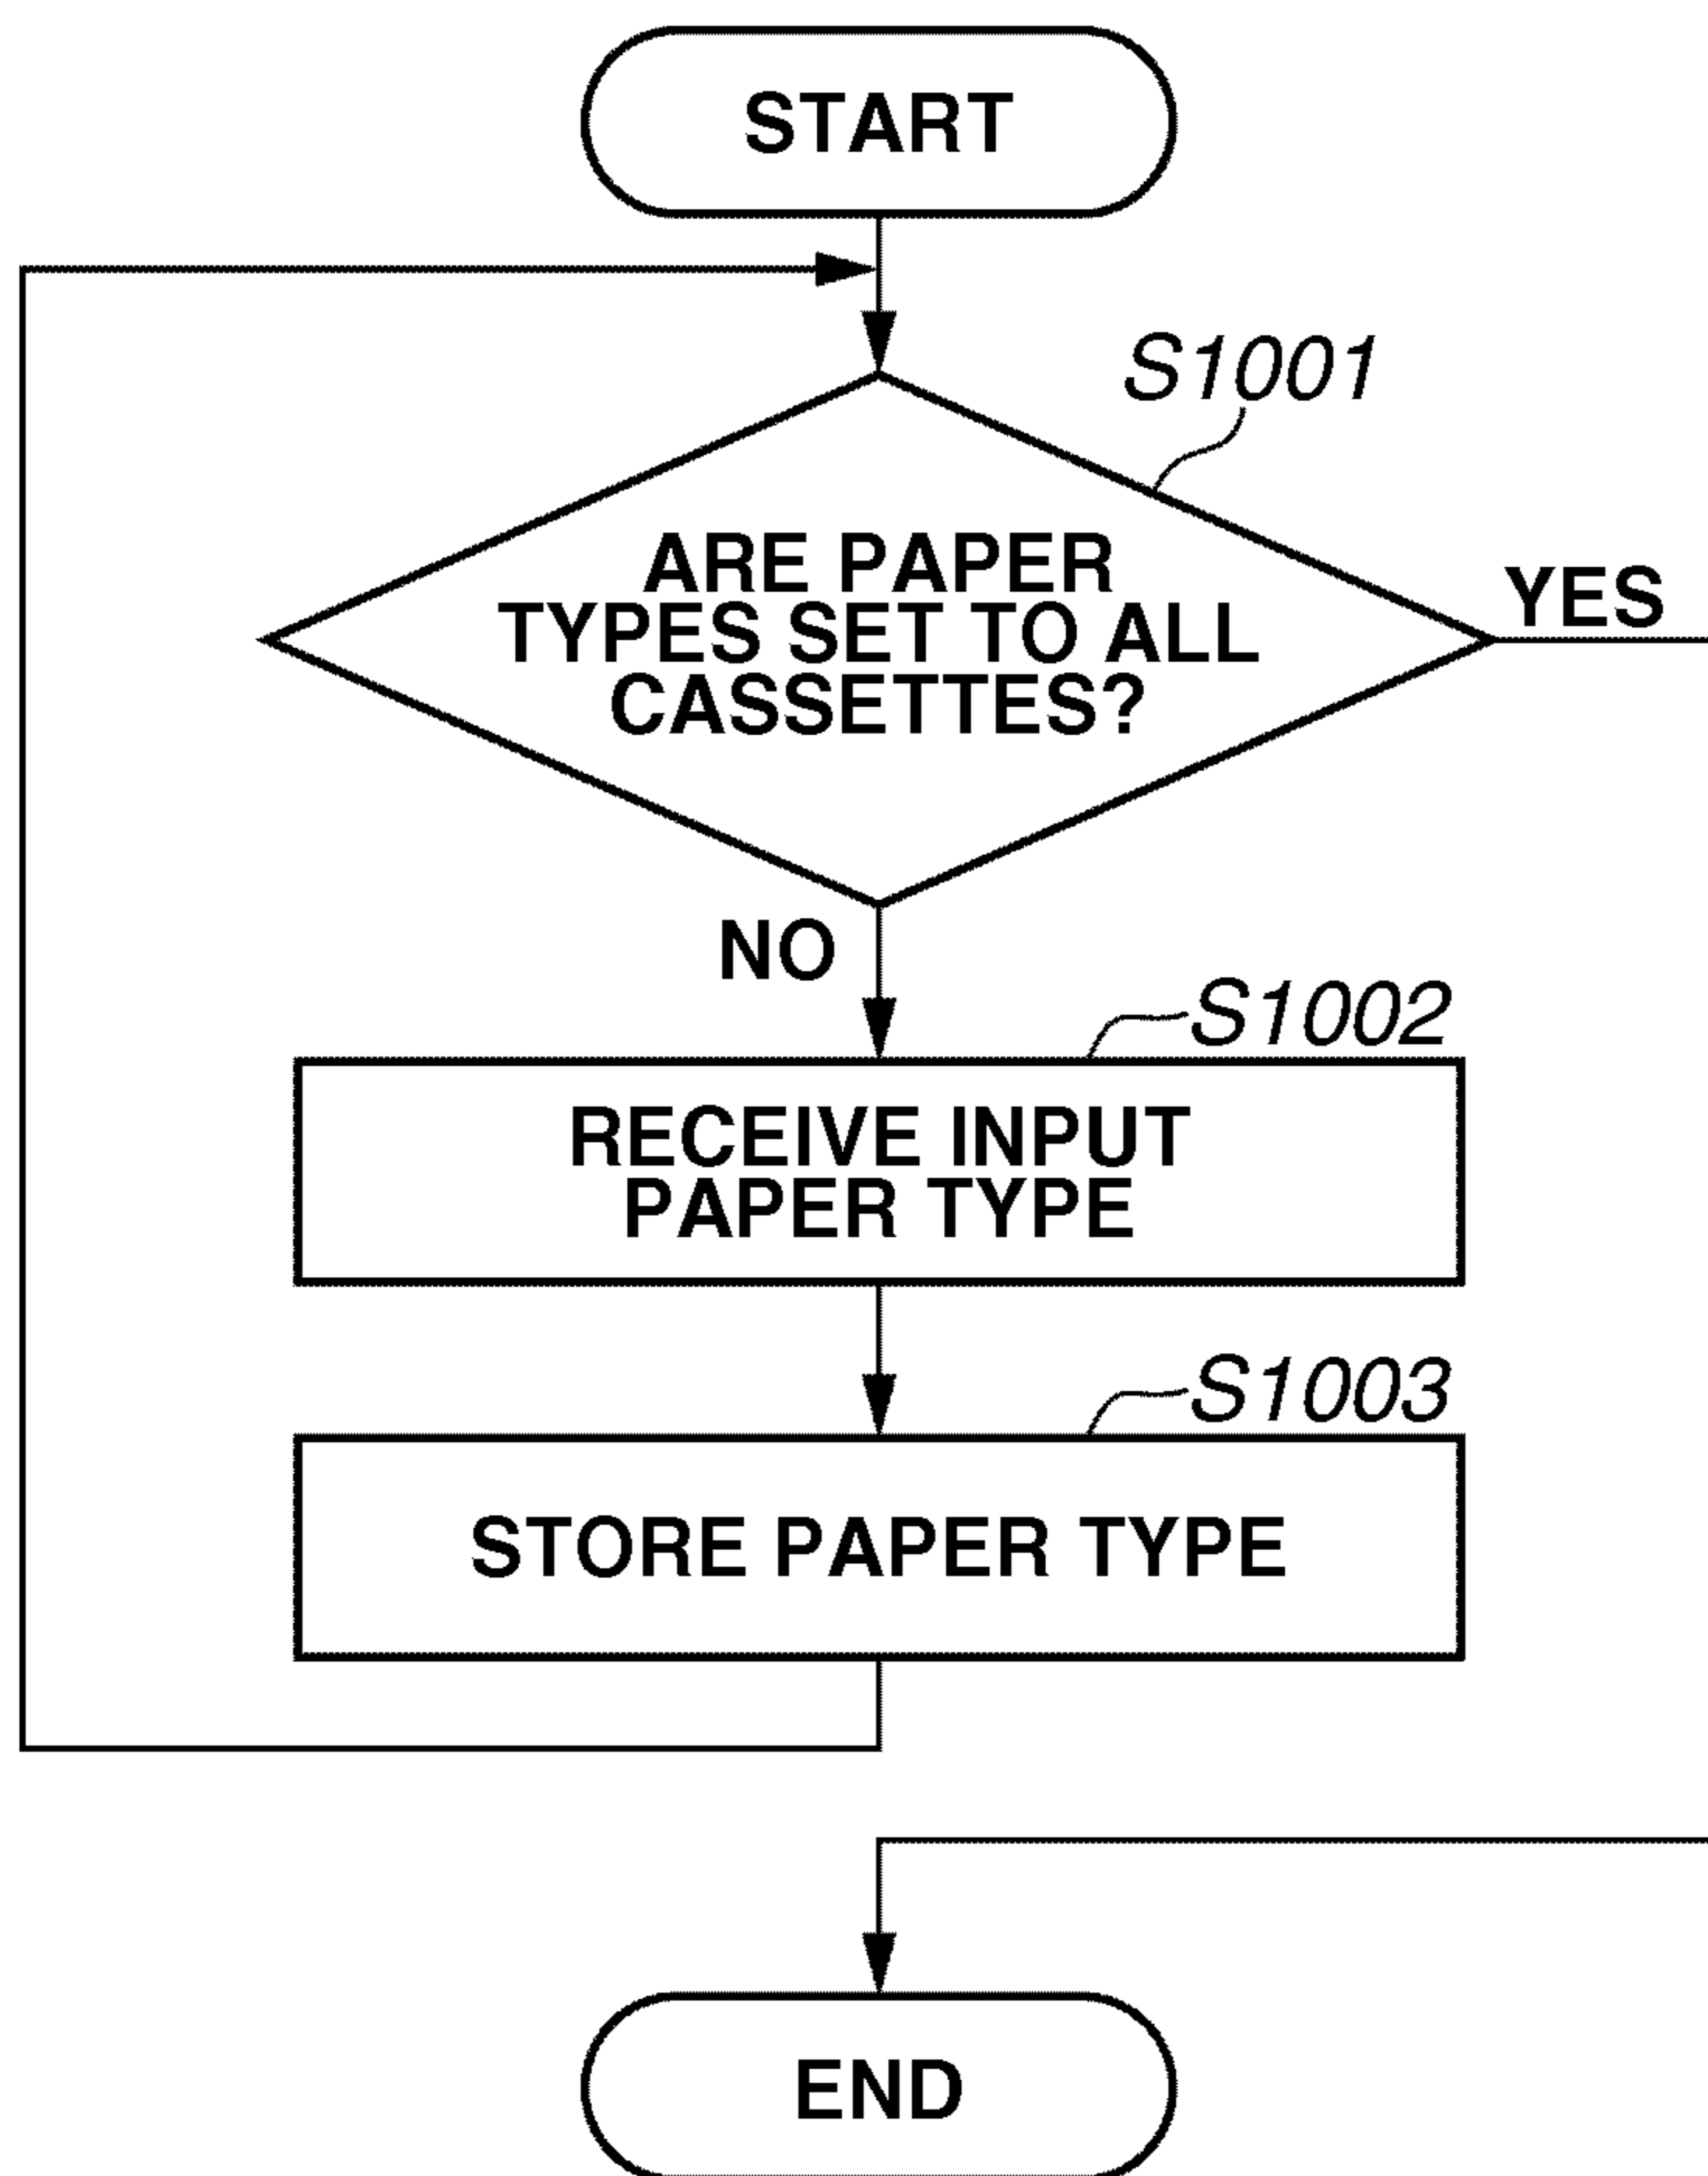 START
S1001
ARE PAPER
TYPES SET TO ALL
CASSETTES?
YES
NO
S1002
RECEIVE INPUT
PAPER TYPE
S1003
STORE PAPER TYPE
END